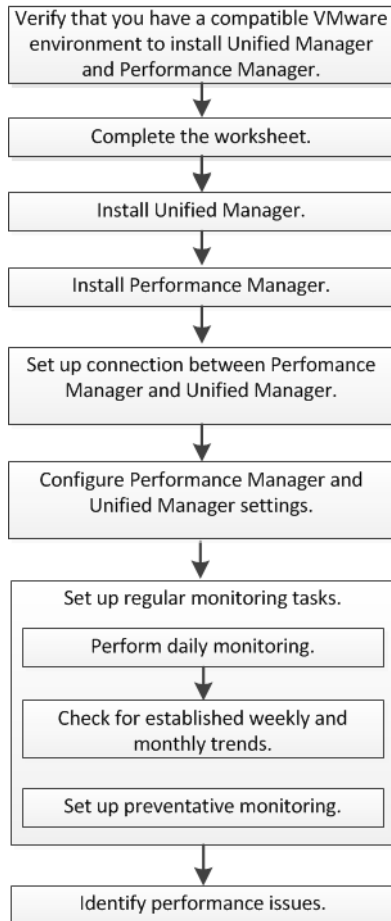 Verify that you have a compatible VMware
environment to install Unified Manager
and Performance Manager.
Complete the worksheet.
Install Unified Manager.
Install Performance Manager.
Set up connection between Perfomance
Manager and Unified Manager.
Configure Performance Manager and
Unified Manager settings.
Set up regular monitoring tasks.
Perform daily monitoring.
Check for established weekly and
monthly trends.
Set up preventative monitoring.
Identify performance issues.